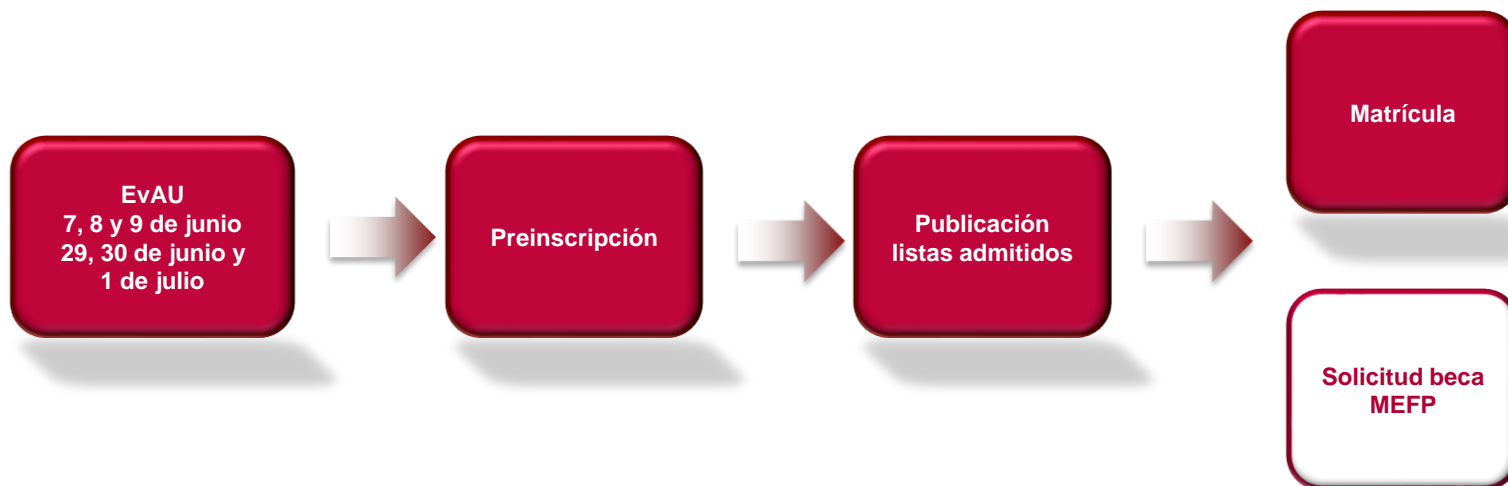 EvAU
7, 8 y 9 de junio
29, 30 de junio y
1 de julio
Preinscripción
Publicación
listas admitidos
Matrícula
Solicitud beca
MEFP